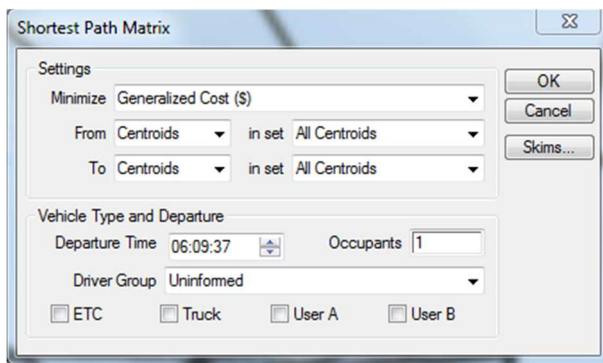 Shortest Path Matrix
Settings
Minimize Generalized Cost ($)
From Centroids in set All Centroids
To Centroids in set All Centroids
OK
Cancel
Skims...
Vehicle Type and Departure
Departure Time 06:09:37 Occupants 1
Driver Group Uninformed
ETC Truck User A User B